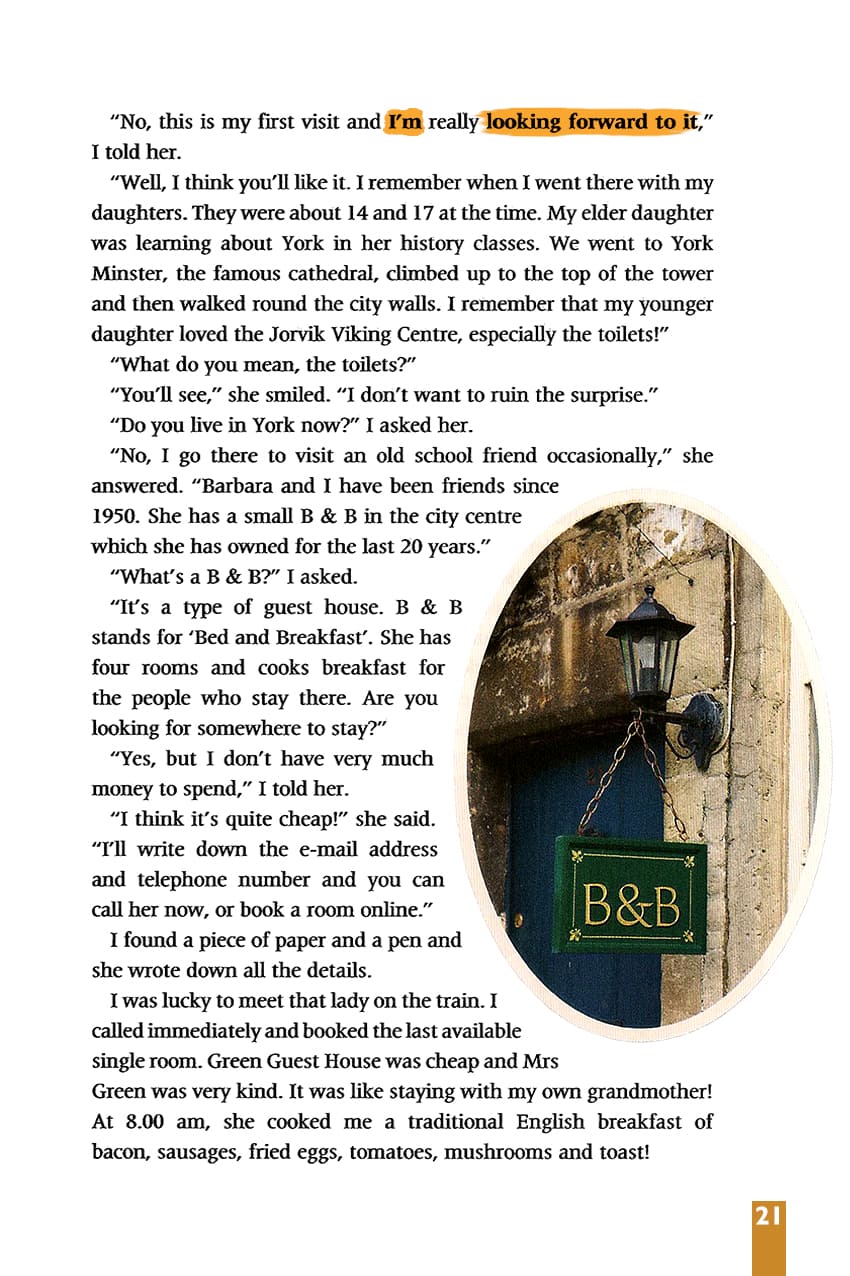 “No, this is my first visit and I’m really looking forward to it,”
I told her.
“Well, I think you’ll like it. I remember when I went there with my
daughters. They were about 14 and 17 at the time. My elder daughter
was learning about York in her history classes. We went to York
Minster, the famous cathedral, climbed up to the top of the tower
and then walked round the city walls. I remember that my younger
daughter loved the Jorvik Viking Centre, especially the toilets!”
“What do you mean, the toilets?”
“You’ll see,” she smiled. “I don’t want to ruin the surprise.”
“Do you live in York now?” I asked her.
“No, I go there to visit an old school friend occasionally,” she
answered. “Barbara and I have been friends since
1950. She has a small B & B in the city centre
which she has owned for the last 20 years.”
“What’s a B & B?” I asked.
“It’s a type of guest house. B & B
stands for ‘Bed and Breakfast’. She has
four rooms and cooks breakfast for
the people who stay there. Are you
looking for somewhere to stay?”
“Yes, but I don’t have very much
money to spend,” I told her.
“I think it’s quite cheap!” she said.
“I’ll write down the e-mail address
and telephone number and you can
call her now, or book a room online.”
I found a piece of paper and a pen and
she wrote down all the details.
I was lucky to meet that lady on the train. I
called immediately and booked the last available
single room. Green Guest House was cheap and Mrs
Green was very kind. It was like staying with my own grandmother!
At 8.00 am, she cooked me a traditional English breakfast of
bacon, sausages, fried eggs, tomatoes, mushrooms and toast!
B&B
21